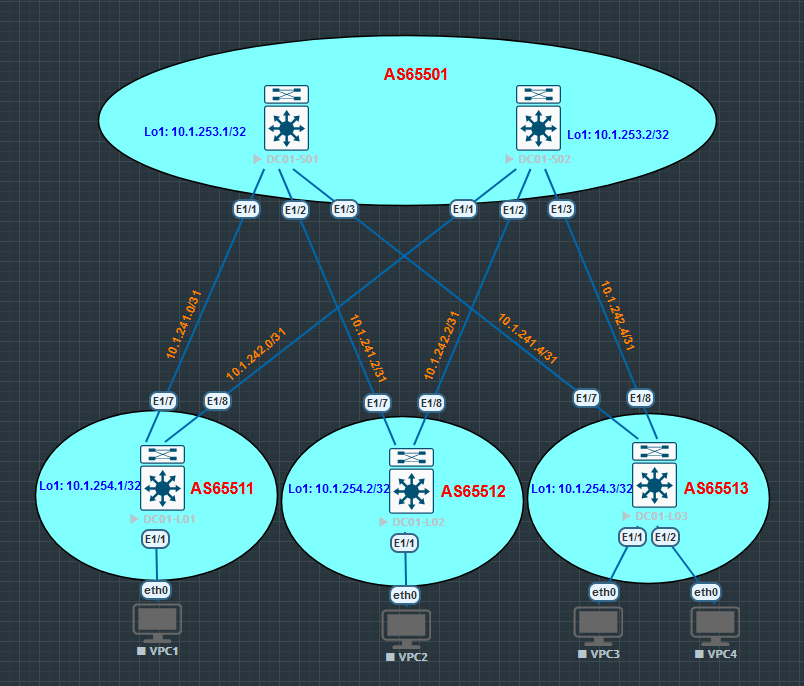 AS65501
Lo1: 10.1.253.1/32
Lo1: 10.1.253.2/32
DC01-S01
DC01-S02
E1/1
E1/2
E1/3
E1/1
E1/2
E1/3
10.1.241.0/31
10.1.242.0/31
10.1.241.2/31
10.1.242.2/31
10.1.241.4/31
10.1.242.4/31
E1/7
E1/8
E1/7
E1/8
E1/7
E1/8
Lo1: 10.1.254.1/32
AS65511
Lo1: 10.1.254.2/32
AS65512
Lo1: 10.1.254.3/32
AS65513
DC01-L01
DC01-L02
DC01-L03
E1/1
E1/1
E1/1
E1/2
eth0
eth0
eth0
eth0
VPC1
VPC2
VPC3
VPC4